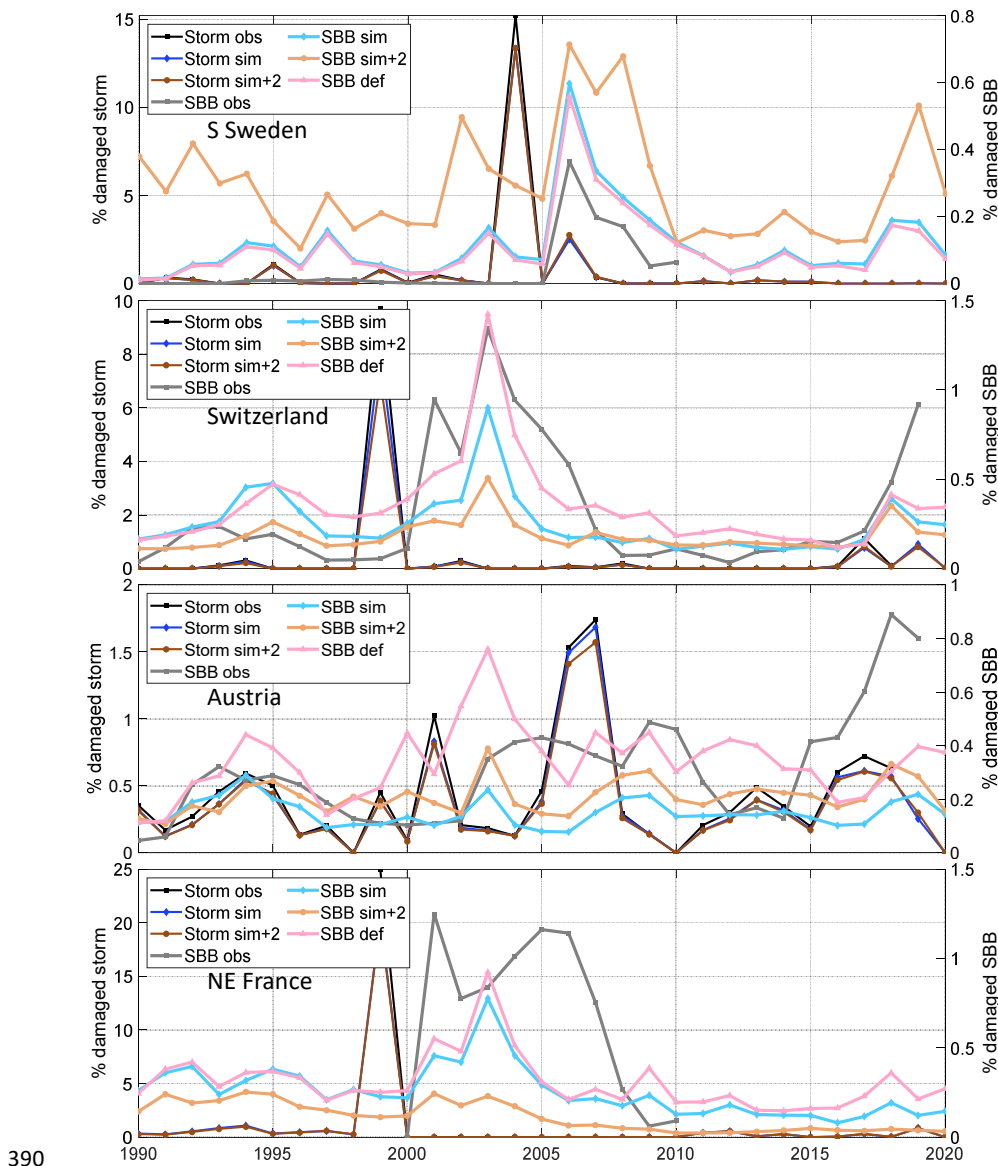 % damaged storm
15
10
5
0
Storm obs
Storm sim
Storm sim+2
SBB obs
SBB sim
SBB sim+2
SBB def
S Sweden
0.8
0.6
0.4
0.2
0
% damaged SBB
1990 1995 2000 2005 2010 2015 2020
% damaged storm
10
8
6
4
2
0
Storm obs
Storm sim
Storm sim+2
SBB obs
SBB sim
SBB sim+2
SBB def
Switzerland
1.5
1
0.5
0
% damaged SBB
% damaged storm
2
1.5
1
0.5
0
Storm obs
Storm sim
Storm sim+2
SBB obs
SBB sim
SBB sim+2
SBB def
Austria
1
0.8
0.6
0.4
0.2
0
% damaged SBB
% damaged storm
25
20
15
10
5
0
Storm obs
Storm sim
Storm sim+2
SBB obs
SBB sim
SBB sim+2
SBB def
NE France
1.5
1
0.5
0
% damaged SBB
1990 1995 2000 2005 2010 2015 2020
390